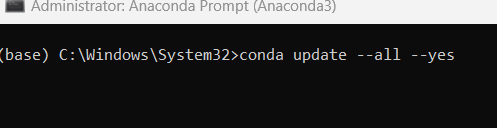 Administrator: Anaconda Prompt (Anaconda3)
(base) C:\Windows\System32>conda update --all --yes